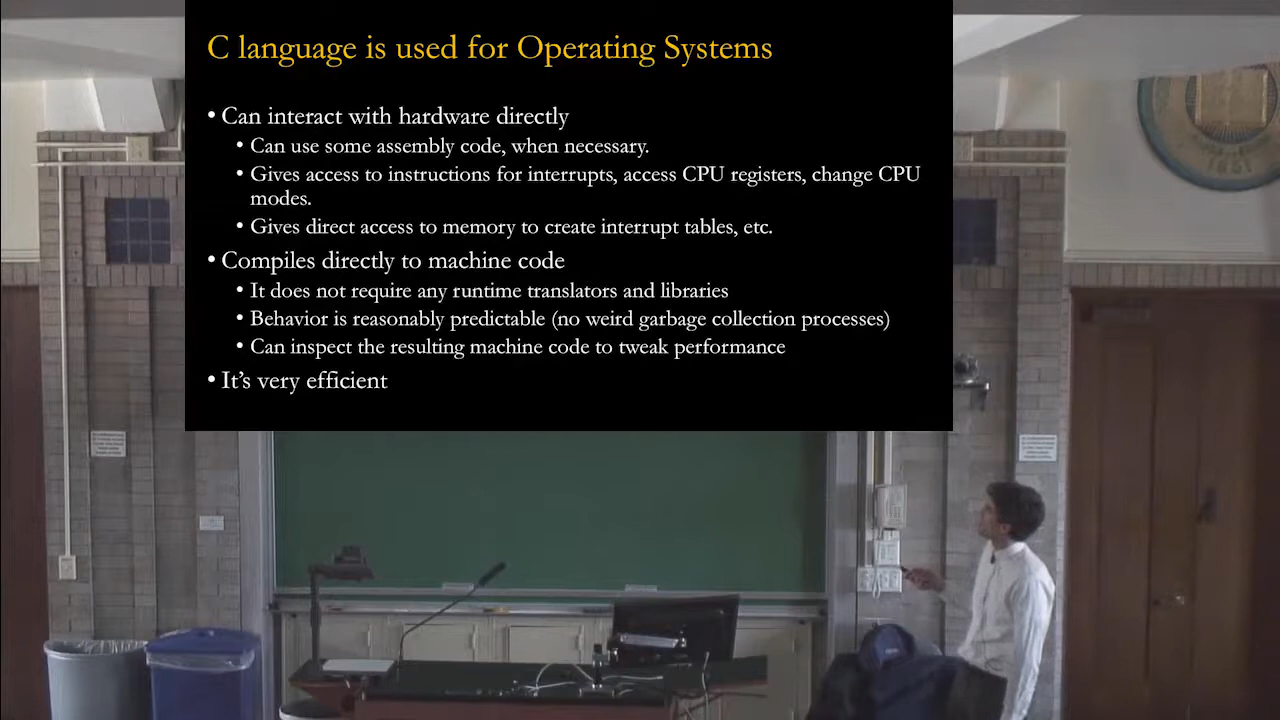 C language is used for Operating Systems
• Can interact with hardware directly
• Can use some assembly code, when necessary.
• Gives access to instructions for interrupts, access CPU registers, change CPU
modes.
• Gives direct access to memory to create interrupt tables, etc.
• Compiles directly to machine code
• It does not require any runtime translators and libraries
• Behavior is reasonably predictable (no weird garbage collection processes)
• Can inspect the resulting machine code to tweak performance
• It’s very efficient